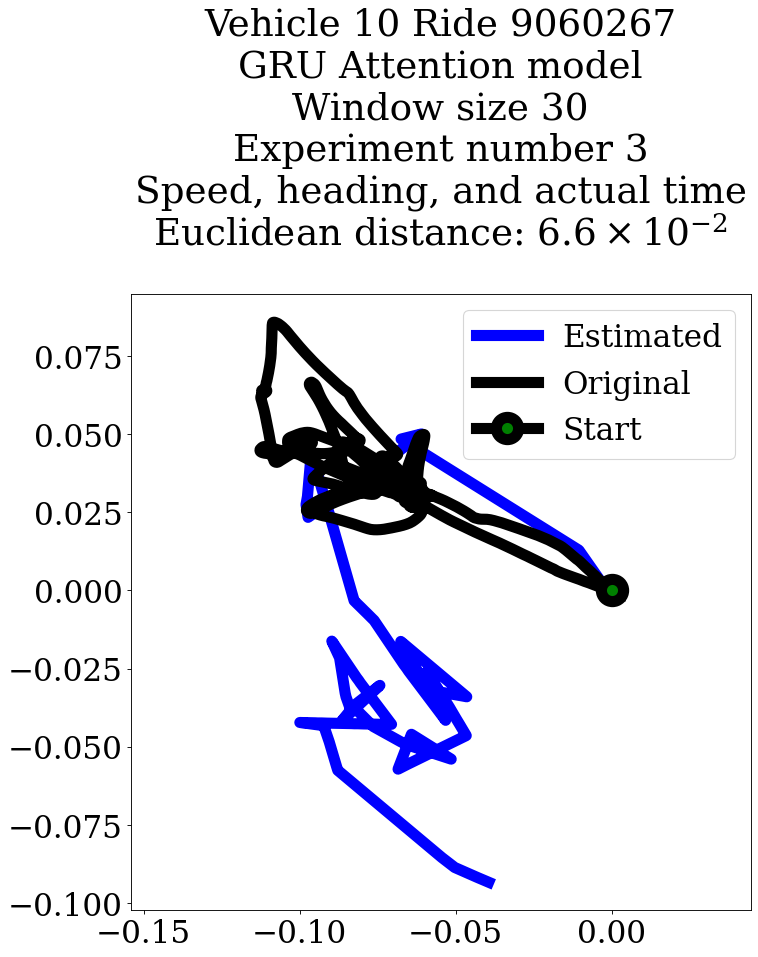 Vehicle 10 Ride 9060267
GRU Attention model
Window size 30
Experiment number 3
Speed, heading, and actual time
Euclidean distance: 6.6 × 10⁻²
Estimated
Original
Start
0.075
0.050
0.025
0.000
−0.025
−0.050
−0.075
−0.100
−0.15
−0.10
−0.05
0.00